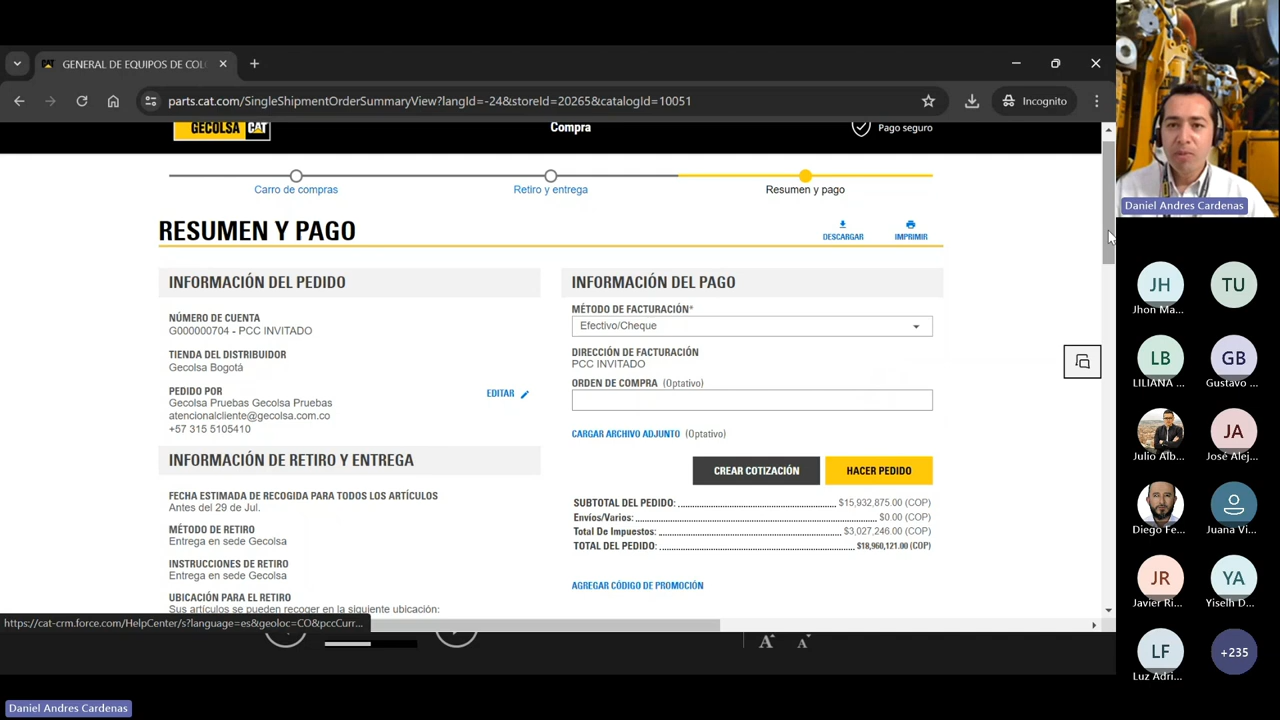 GENERAL DE EQUIPOS DE COL
parts.cat.com/SingleShipmentOrderSummaryView?langId=-24&storeId=20265&catalogId=10051
Incognito
GECOLSA CAT
Compra
Pago seguro
Carro de compras
Retiro y entrega
Resumen y pago
RESUMEN Y PAGO
DESCARGAR
IMPRIMIR
INFORMACIÓN DEL PEDIDO
NÚMERO DE CUENTA
G000000704 - PCC INVITADO
TIENDA DEL DISTRIBUIDOR
Gecolsa Bogotá
PEDIDO POR
Gecolsa Pruebas Gecolsa Pruebas
atencionalcliente@gecolsa.com.co
+57 315 5105410
EDITAR
INFORMACIÓN DE RETIRO Y ENTREGA
FECHA ESTIMADA DE RECOGIDA PARA TODOS LOS ARTÍCULOS
Antes del 29 de Jul.
MÉTODO DE RETIRO
Entrega en sede Gecolsa
INSTRUCCIONES DE RETIRO
Entrega en sede Gecolsa
UBICACIÓN PARA EL RETIRO
Sus artículos se pueden recoger en la siguiente ubicación:
INFORMACIÓN DEL PAGO
MÉTODO DE FACTURACIÓN*
Efectivo/Cheque
DIRECCIÓN DE FACTURACIÓN
PCC INVITADO
ORDEN DE COMPRA (Optativo)
CARGAR ARCHIVO ADJUNTO (Optativo)
CREAR COTIZACIÓN
HACER PEDIDO
SUBTOTAL DEL PEDIDO: $15,932,875.00 (COP)
Envíos/Varios: $0.00 (COP)
Total De Impuestos: $3,027,246.00 (COP)
TOTAL DEL PEDIDO: $18,960,121.00 (COP)
AGREGAR CÓDIGO DE PROMOCIÓN
https://cat-crm.force.com/HelpCenter/s?language=es&geoloc=CO&pccCurr...
A A
Daniel Andres Cardenas
Daniel Andres Cardenas
JH
Jhon Ma...
TU
LB
LILIANA ...
GB
Gustavo ...
Julio Alb...
JA
José Alej...
Diego Fe...
Juana Vi...
JR
Javier Ri...
YA
Yiselh D...
LF
Luz Adri...
+235